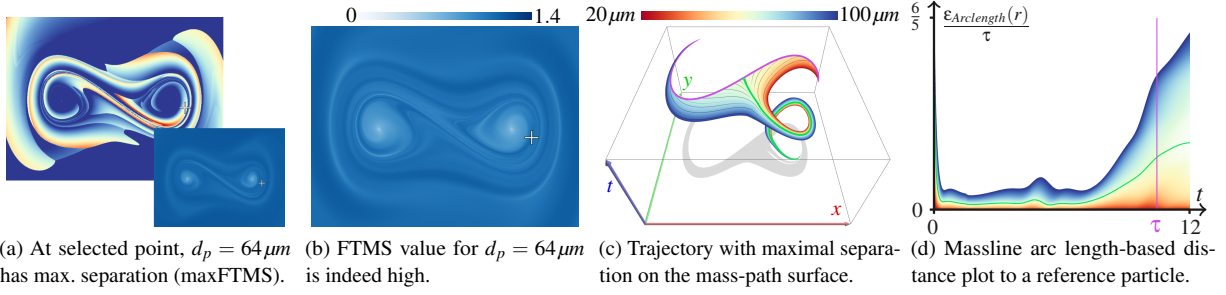 0 1.4
20 μm 100 μm
y
t
x
6
5
ε_Arclength(r)
τ
0
0 τ 12
t
(a) At selected point, d_p = 64 μm
has max. separation (maxFTMS).
(b) FTMS value for d_p = 64 μm
is indeed high.
(c) Trajectory with maximal separa-
tion on the mass-path surface.
(d) Massline arc length-based dis-
tance plot to a reference particle.